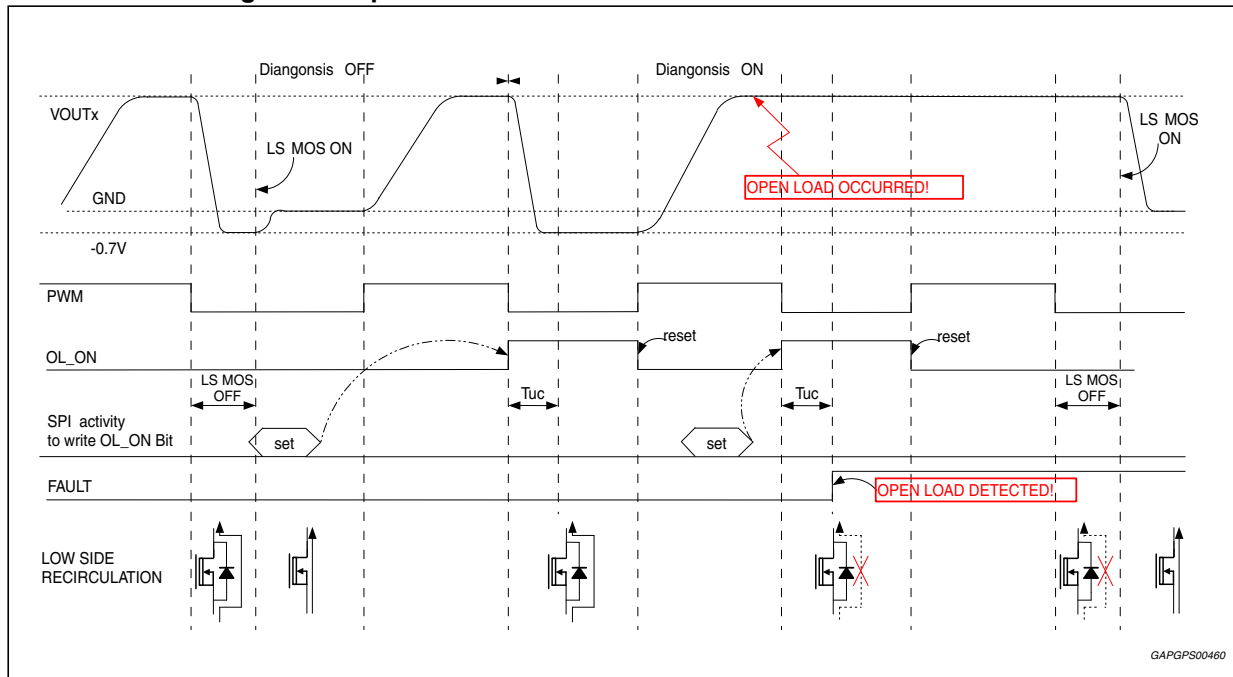 Diangonsis OFF
Diangonsis ON
VOUTx
LS MOS ON
LS MOS
ON
GND
OPEN LOAD OCCURRED!
-0.7V
PWM
reset
reset
OL_ON
LS MOS
OFF
Tuc
Tuc
LS MOS
OFF
SPI activity
to write OL_ON Bit
set
set
FAULT
OPEN LOAD DETECTED!
LOW SIDE
RECIRCULATION
GAPGPS00460